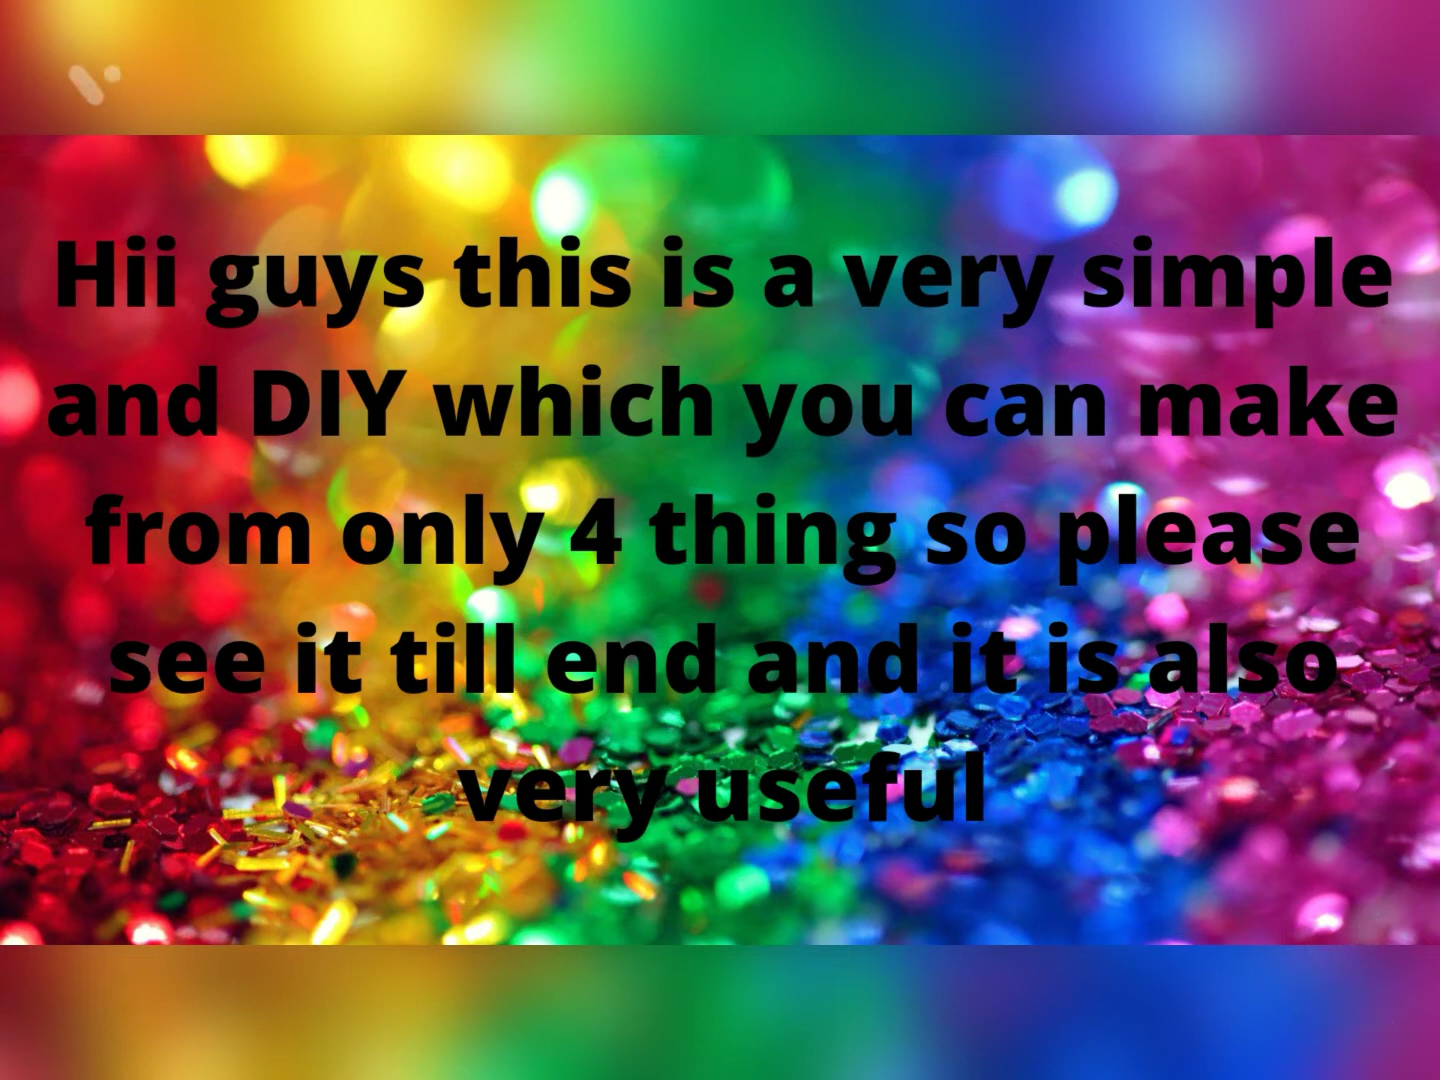 Hii guys this is a very simple
and DIY which you can make
from only 4 thing so please
see it till end and it is also
very useful